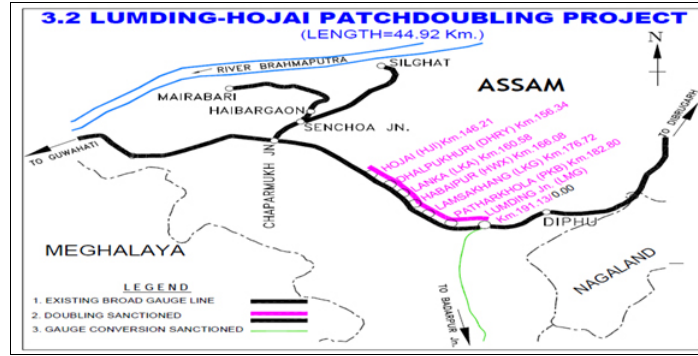 3.2 LUMDING-HOJAI PATCHDOUBLING PROJECT
(LENGTH=44.92 Km.)
N
RIVER BRAHMAPUTRA
SILGHAT
ASSAM
MAIRABARI
HAIBARGAON
SENCHOA JN.
TO DIBRUGARH
TO GUWAHATI
CHAPARMUKH JN.
HOJAI (HJI) Km.146.21
DHALPUKHURI (DHRY) Km.156.34
LANKA (LKA) Km.160.58
HABAIPUR (HWX) Km.166.08
LAMSAKHANG (LKG) Km.176.72
PATHARKHOLA (PKB) Km.182.60
LUMDING Jn. (LMG)
Km.191.13/0.00
DIPHU
MEGHALAYA
NAGALAND
TO BADARPUR Jn.
LEGEND
1. EXISTING BROAD GAUGE LINE
2. DOUBLING SANCTIONED
3. GAUGE CONVERSION SANCTIONED